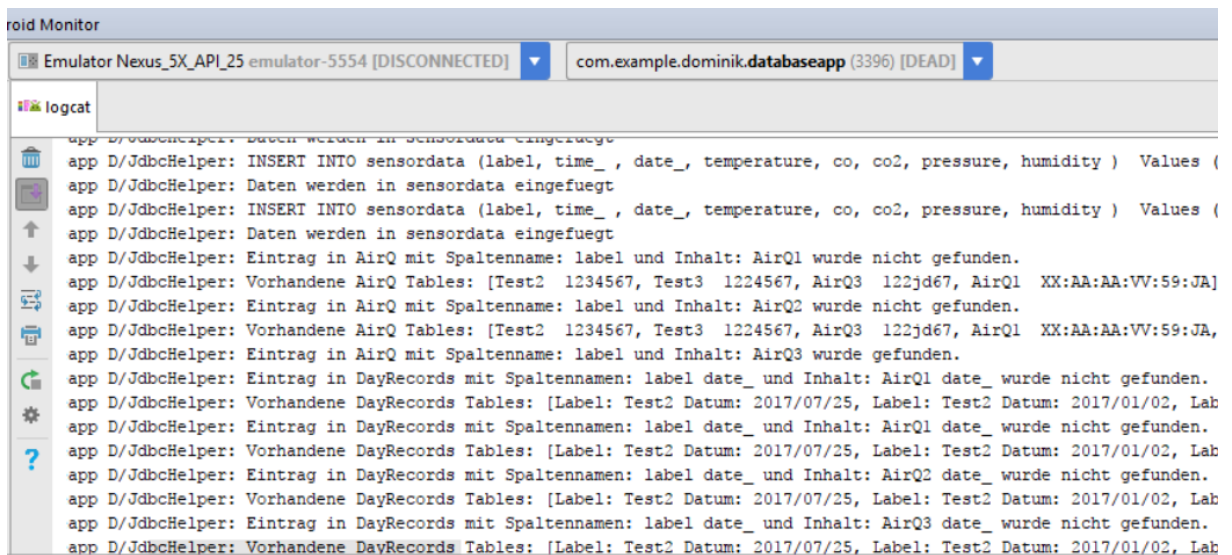 roid Monitor
Emulator Nexus_5X_API_25 emulator-5554 [DISCONNECTED] com.example.dominik.databaseapp (3396) [DEAD]
logcat
app D/JdbcHelper: Daten werden in sensordata eingefuegt
app D/JdbcHelper: INSERT INTO sensordata (label, time_ , date_, temperature, co, co2, pressure, humidity )  Values (
app D/JdbcHelper: Daten werden in sensordata eingefuegt
app D/JdbcHelper: INSERT INTO sensordata (label, time_ , date_, temperature, co, co2, pressure, humidity )  Values (
app D/JdbcHelper: Daten werden in sensordata eingefuegt
app D/JdbcHelper: Eintrag in AirQ mit Spaltenname: label und Inhalt: AirQ1 wurde nicht gefunden.
app D/JdbcHelper: Vorhandene AirQ Tables: [Test2  1234567, Test3  1224567, AirQ3  122jd67, AirQ1  XX:AA:AA:VV:59:JA]
app D/JdbcHelper: Eintrag in AirQ mit Spaltenname: label und Inhalt: AirQ2 wurde nicht gefunden.
app D/JdbcHelper: Vorhandene AirQ Tables: [Test2  1234567, Test3  1224567, AirQ3  122jd67, AirQ1  XX:AA:AA:VV:59:JA,
app D/JdbcHelper: Eintrag in AirQ mit Spaltenname: label und Inhalt: AirQ3 wurde gefunden.
app D/JdbcHelper: Eintrag in DayRecords mit Spaltennamen: label date_ und Inhalt: AirQ1 date_ wurde nicht gefunden.
app D/JdbcHelper: Vorhandene DayRecords Tables: [Label: Test2 Datum: 2017/07/25, Label: Test2 Datum: 2017/01/02, Lab
app D/JdbcHelper: Eintrag in DayRecords mit Spaltennamen: label date_ und Inhalt: AirQ1 date_ wurde nicht gefunden.
app D/JdbcHelper: Vorhandene DayRecords Tables: [Label: Test2 Datum: 2017/07/25, Label: Test2 Datum: 2017/01/02, Lab
app D/JdbcHelper: Eintrag in DayRecords mit Spaltennamen: label date_ und Inhalt: AirQ2 date_ wurde nicht gefunden.
app D/JdbcHelper: Vorhandene DayRecords Tables: [Label: Test2 Datum: 2017/07/25, Label: Test2 Datum: 2017/01/02, Lab
app D/JdbcHelper: Eintrag in DayRecords mit Spaltennamen: label date_ und Inhalt: AirQ3 date_ wurde nicht gefunden.
app D/JdbcHelper: Vorhandene DayRecords Tables: [Label: Test2 Datum: 2017/07/25, Label: Test2 Datum: 2017/01/02, Lab